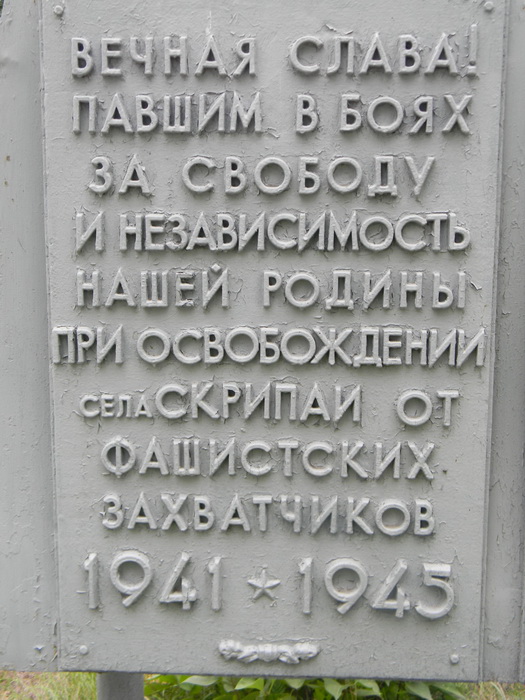 ВЕЧНАЯ СЛАВА!
ПАВШИМ В БОЯХ
ЗА СВОБОДУ
И НЕЗАВИСИМОСТЬ
НАШЕЙ РОДИНЫ
ПРИ ОСВОБОЖДЕНИИ
СЕЛА СКРИПАИ ОТ
ФАШИСТСКИХ
ЗАХВАТЧИКОВ
1941 ★ 1945